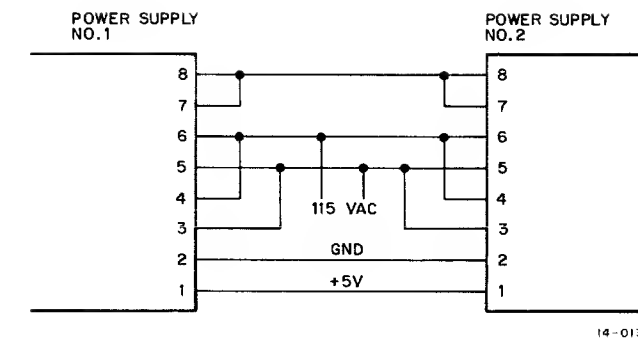 POWER SUPPLY
NO.1
POWER SUPPLY
NO.2
8 8
7 7
6 6
5 5
4 4
115 VAC
3 3
GND
2 2
+5V
1 1